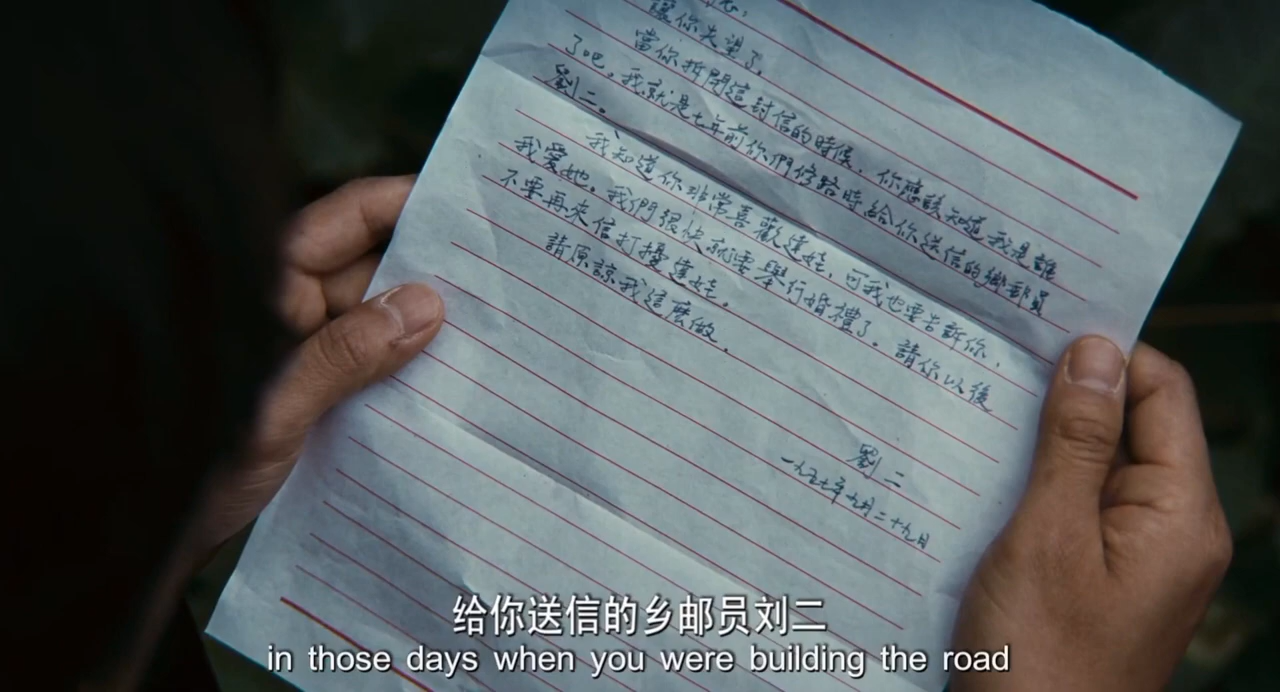 讓你失望了。
當你拆開這封信的時候，你應該知道我是誰
了吧，我就是七年前你們修路時給你送信的鄉郵員
劉二。
我知道你非常喜歡達娃，可我也要告訴你，
我愛她。我們很快就要舉行婚禮了。請你以後
不要再來信打擾達娃。
請原諒我這麼做。
劉二
一九五七年九月二十九日
给你送信的乡邮员刘二
in those days when you were building the road